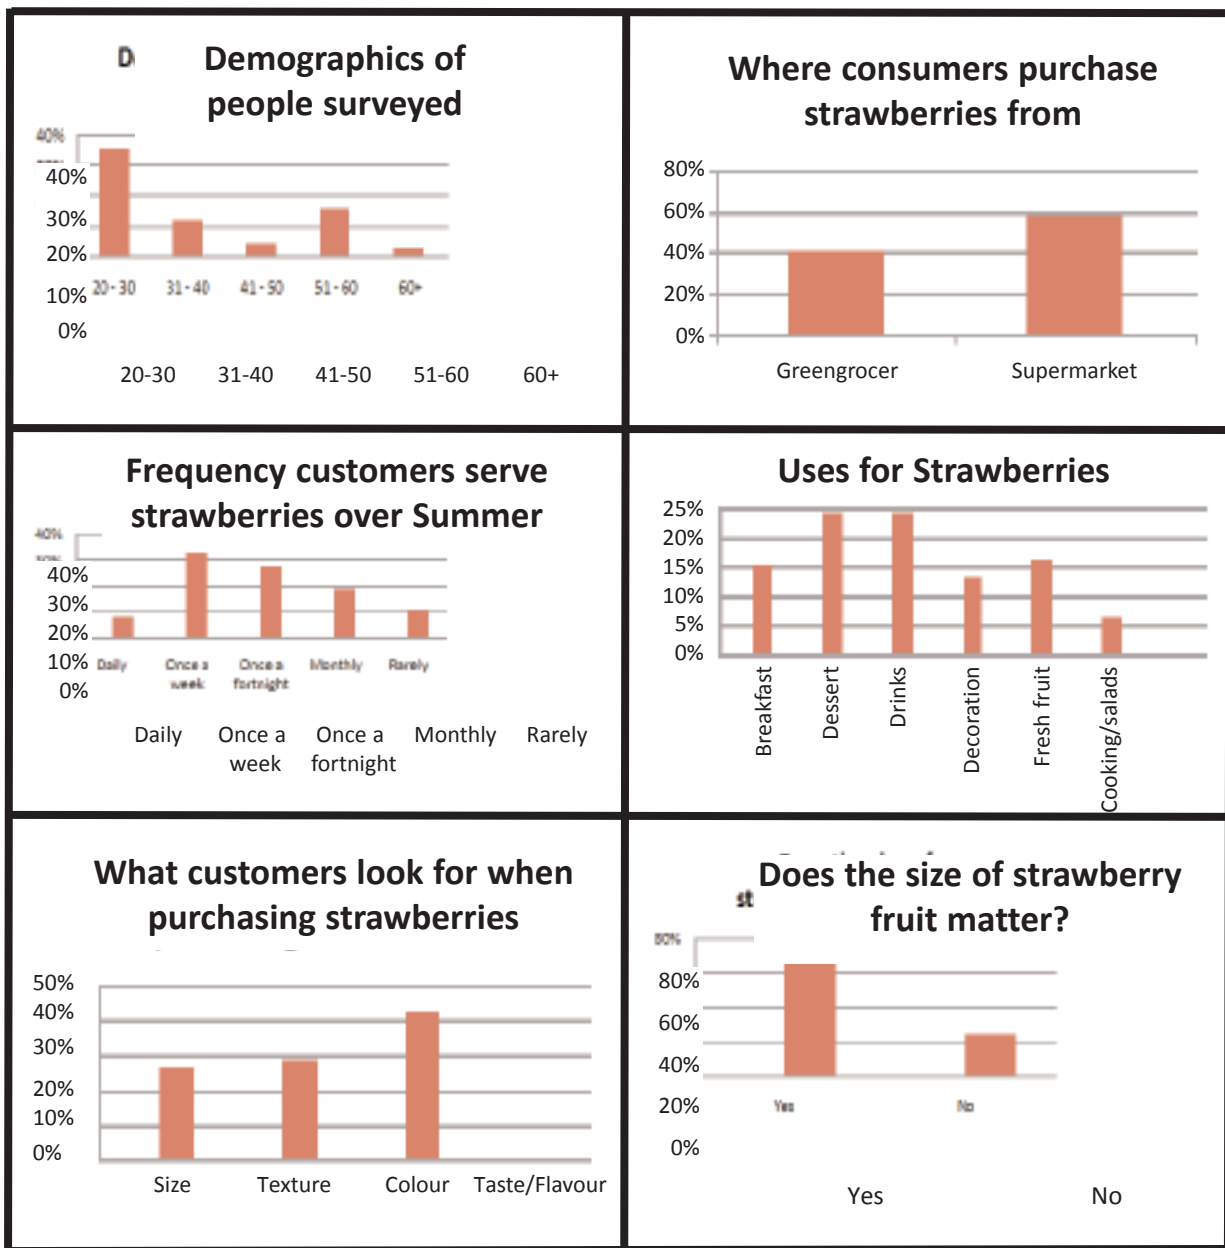 Demographics of
people surveyed
40%
40%
30%
20%
10%
0%
20 - 30 31 - 40 41 - 50 51 - 60 60+
20-30 31-40 41-50 51-60 60+
Where consumers purchase
strawberries from
80%
60%
40%
20%
0%
Greengrocer Supermarket
Frequency customers serve
strawberries over Summer
40%
40%
30%
20%
10%
0%
Daily Once a Once a Monthly Rarely
week fortnight
Daily Once a Once a Monthly Rarely
week fortnight
Uses for Strawberries
25%
20%
15%
10%
5%
0%
Breakfast
Dessert
Drinks
Decoration
Fresh fruit
Cooking/salads
What customers look for when
purchasing strawberries
50%
40%
30%
20%
10%
0%
Size Texture Colour Taste/Flavour
Does the size of strawberry
fruit matter?
st
80%
80%
60%
40%
20%
0%
Yes No
Yes No